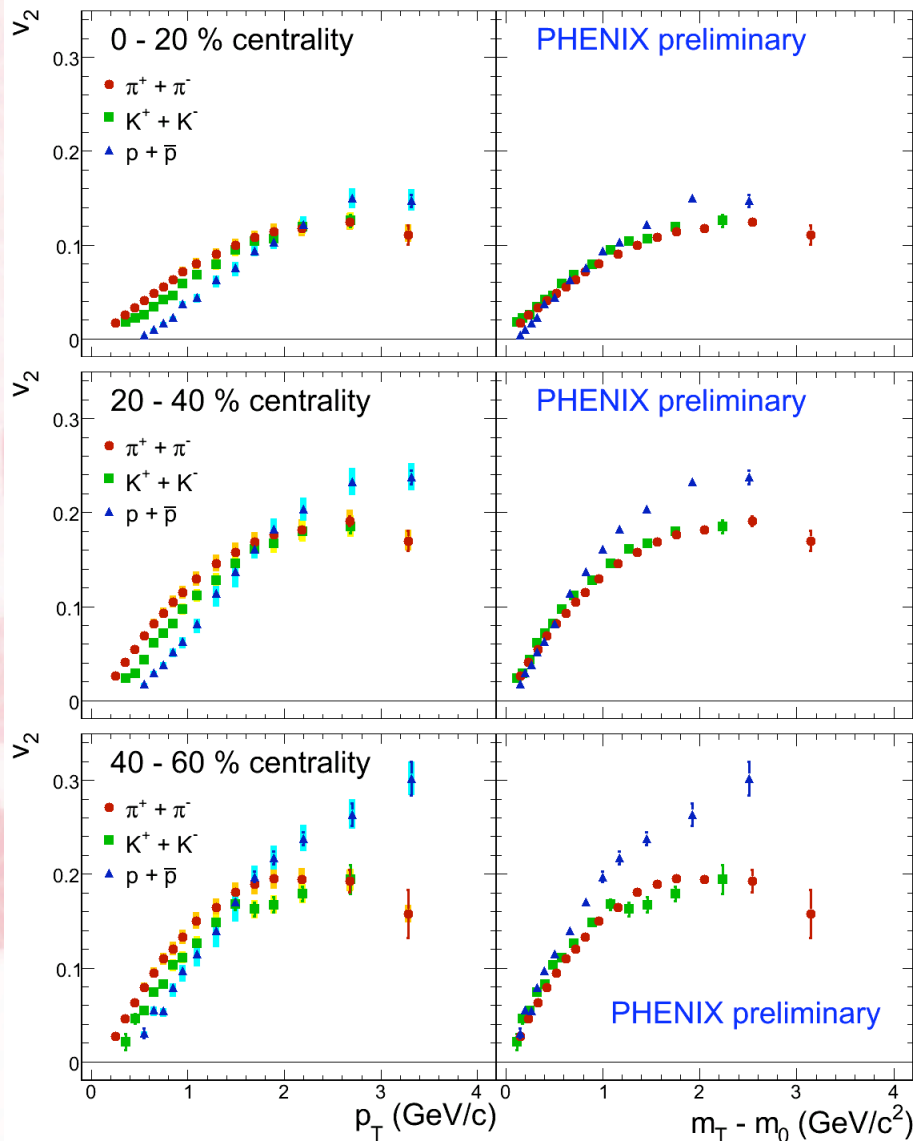 v2
0 - 20 % centrality
PHENIX preliminary
0.3
π+ + π-
K+ + K-
p + p̅
0.2
0.1
0
v2
20 - 40 % centrality
PHENIX preliminary
0.3
π+ + π-
K+ + K-
p + p̅
0.2
0.1
0
v2
40 - 60 % centrality
0.3
π+ + π-
K+ + K-
p + p̅
0.2
0.1
PHENIX preliminary
0
0 1 2 3 4 0 1 2 3 4
pT (GeV/c) mT - m0 (GeV/c2)